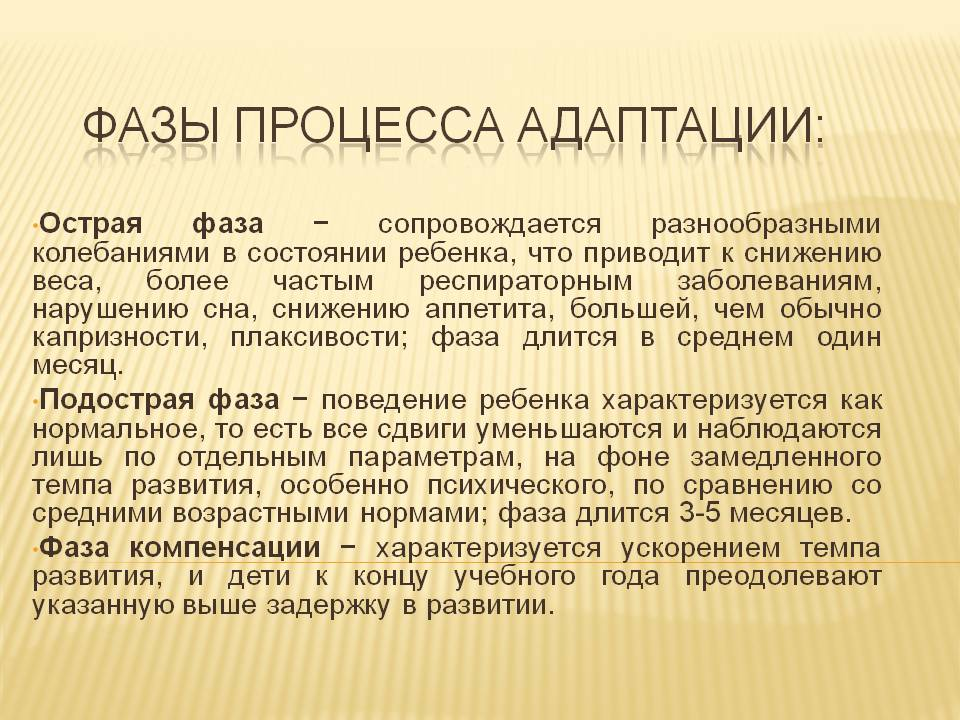 ФАЗЫ ПРОЦЕССА АДАПТАЦИИ:
•Острая фаза – сопровождается разнообразными
колебаниями в состоянии ребенка, что приводит к снижению
веса, более частым респираторным заболеваниям,
нарушению сна, снижению аппетита, большей, чем обычно
капризности, плаксивости; фаза длится в среднем один
месяц.
•Подострая фаза – поведение ребенка характеризуется как
нормальное, то есть все сдвиги уменьшаются и наблюдаются
лишь по отдельным параметрам, на фоне замедленного
темпа развития, особенно психического, по сравнению со
средними возрастными нормами; фаза длится 3-5 месяцев.
•Фаза компенсации – характеризуется ускорением темпа
развития, и дети к концу учебного года преодолевают
указанную выше задержку в развитии.